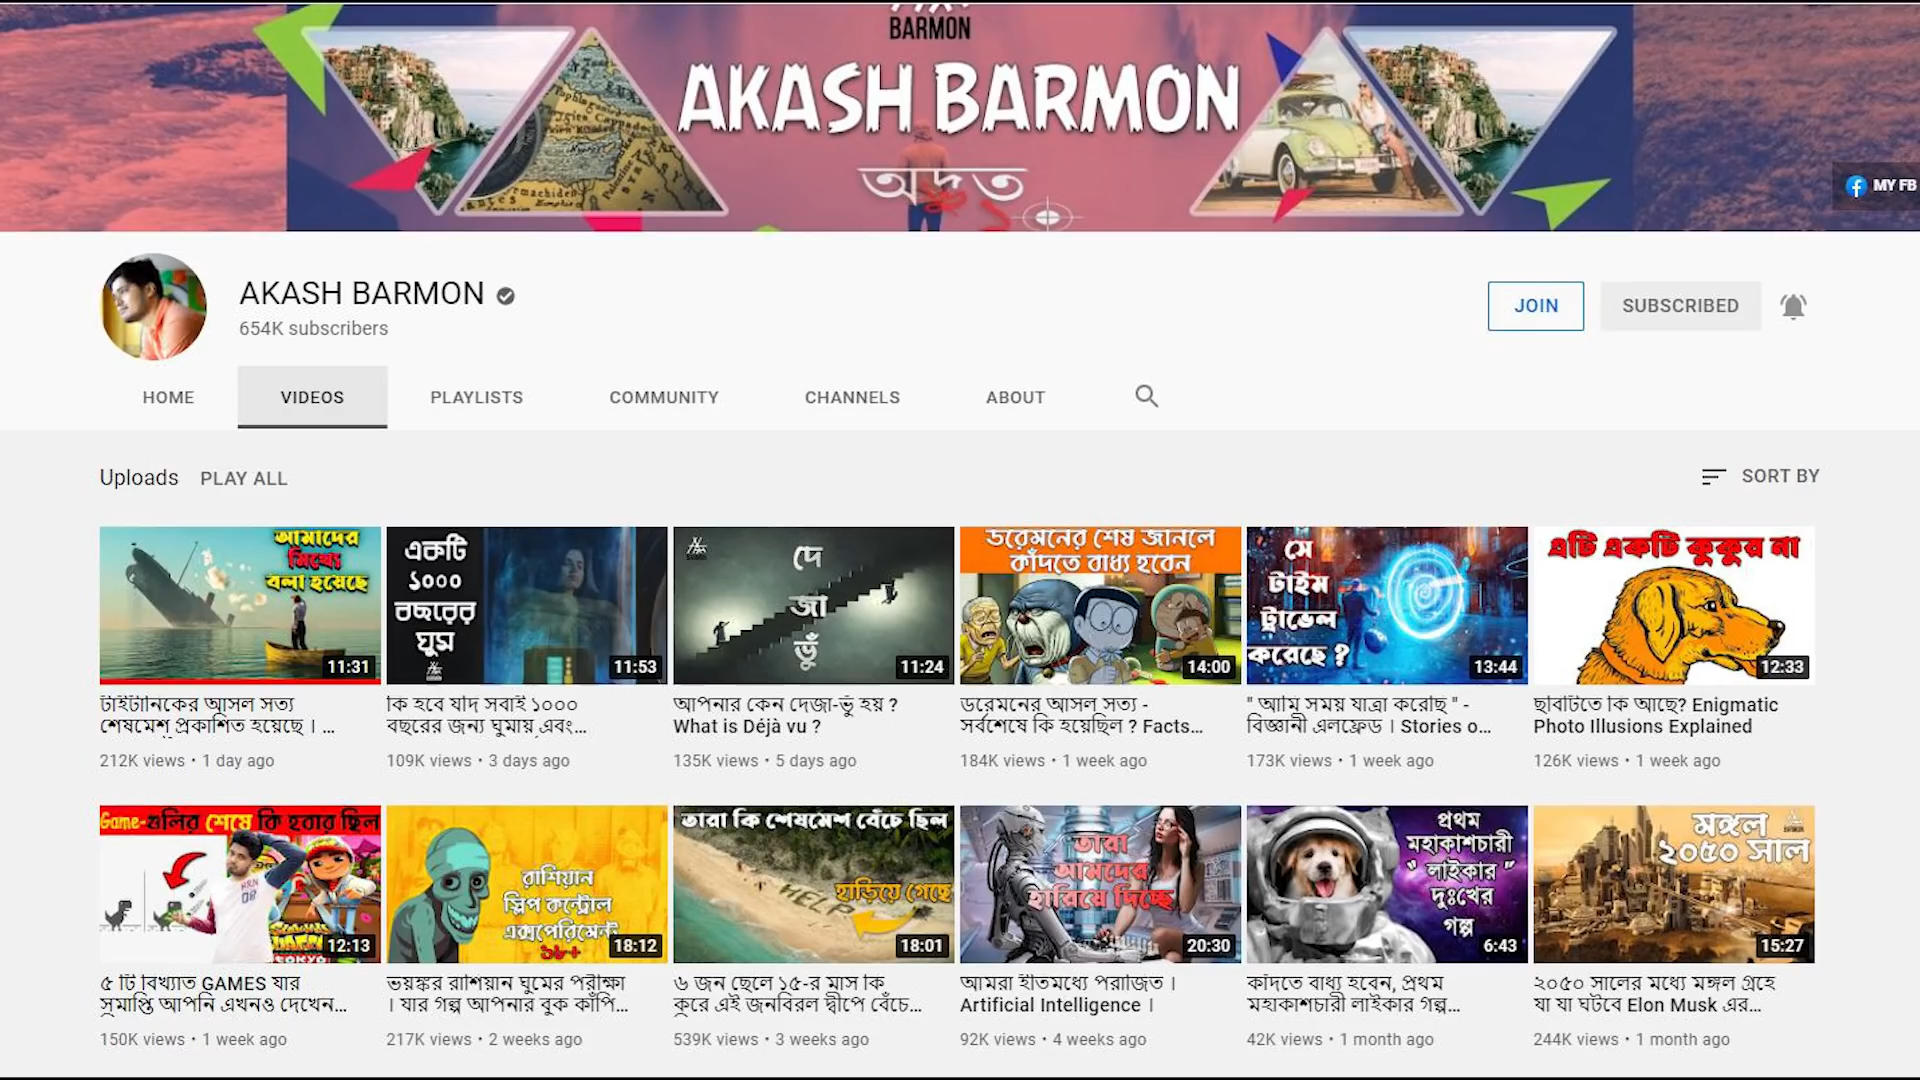 BARMON
AKASH BARMON
অদ্ভুত
MY FB
AKASH BARMON
654K subscribers
JOIN
SUBSCRIBED
HOME
VIDEOS
PLAYLISTS
COMMUNITY
CHANNELS
ABOUT
Uploads
PLAY ALL
SORT BY
আমাদের
মিথ্যে
বলা হয়েছে
11:31
একটি
১০০০
বছরের
ঘুম
11:53
দে
জা
ভুঁ
11:24
ডরেমনের শেষ জানলে
কাঁদতে বাধ্য হবেন
14:00
সে
টাইম
ট্রাভেল
করেছে ?
13:44
এটি একটি কুকুর না
12:33
টাইটানিকের আসল সত্য
শেষমেশ প্রকাশিত হয়েছে । ...
212K views • 1 day ago
কি হবে যদি সবাই ১০০০
বছরের জন্য ঘুমায় এবং...
109K views • 3 days ago
আপনার কেন দেজা-ভু হয় ?
What is Déjà vu ?
135K views • 5 days ago
ডরেমনের আসল সত্য -
সর্বশেষে কি হয়েছিল ? Facts...
184K views • 1 week ago
" আমি সময় যাত্রা করেছি " -
বিজ্ঞানী এলফ্রেড । Stories o...
173K views • 1 week ago
ছবিটিতে কি আছে? Enigmatic
Photo Illusions Explained
126K views • 1 week ago
Game-গুলির শেষে কি হবার ছিল
12:13
রাশিয়ান
স্লিপ কন্ট্রোল
এক্সপেরিমেন্ট
১৮+
18:12
তারা কি শেষমেশ বেঁচে ছিল
HELP
হাড়িয়ে গেছে
18:01
তারা
আমদের
হারিয়ে দিচ্ছে
20:30
প্রথম
মহাকাশচারী
" লাইকার "
দুঃখের
গল্প
6:43
মঙ্গল
২০৫০ সাল
15:27
৫ টি বিখ্যাত GAMES যার
সমাপ্তি আপনি এখনও দেখেন...
150K views • 1 week ago
ভয়ঙ্কর রাশিয়ান ঘুমের পরীক্ষা
। যার গল্প আপনার বুক কাঁপি...
217K views • 2 weeks ago
৬ জন ছেলে ১৫-র মাস কি
করে এই জনবিরল দ্বীপে বেঁচে...
539K views • 3 weeks ago
আমরা ইতিমধ্যে পরাজিত ।
Artificial Intelligence ।
92K views • 4 weeks ago
কাঁদতে বাধ্য হবেন, প্রথম
মহাকাশচারী লাইকার গল্প...
42K views • 1 month ago
২০৫০ সালের মধ্যে মঙ্গল গ্রহে
যা যা ঘটবে Elon Musk এর...
244K views • 1 month ago